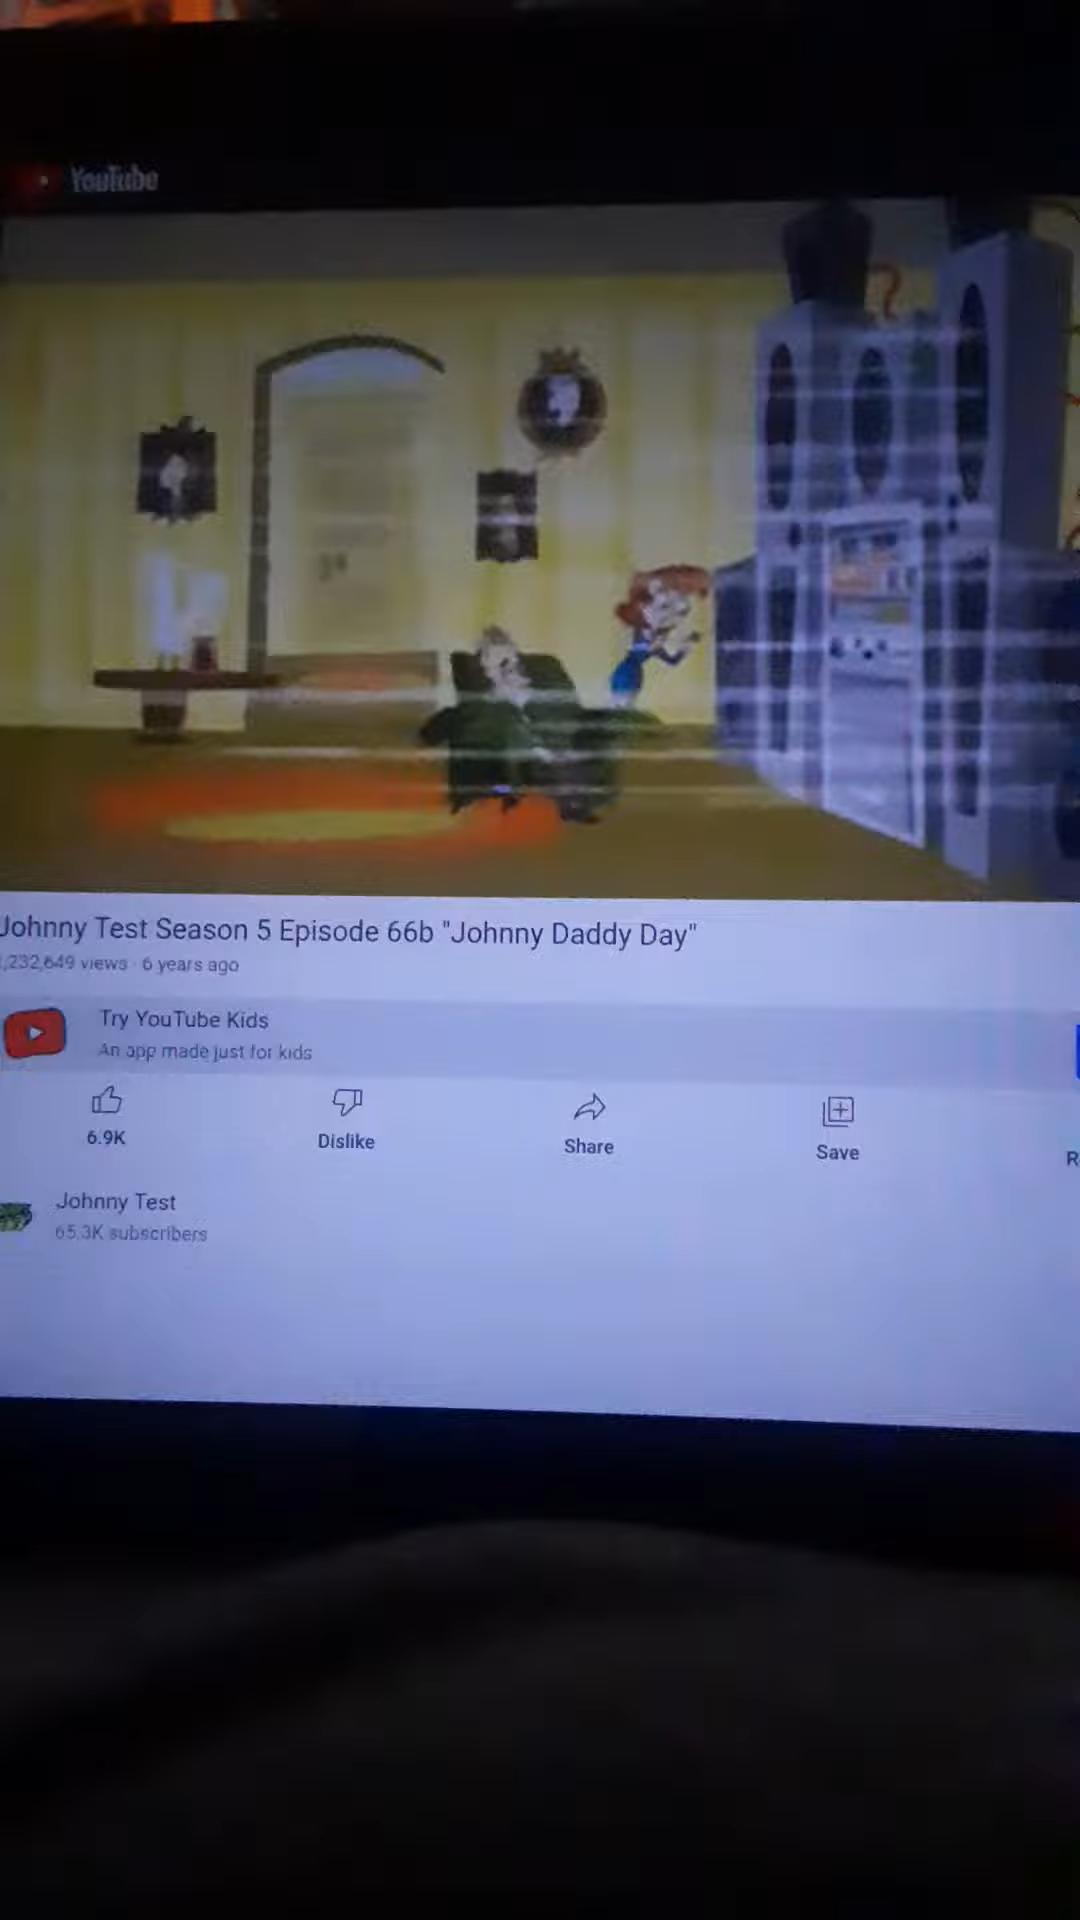 YouTube
Johnny Test Season 5 Episode 66b "Johnny Daddy Day"
,232,649 views · 6 years ago
Try YouTube Kids
An app made just for kids
6.9K
Dislike
Share
Save
R
Johnny Test
65.3K subscribers